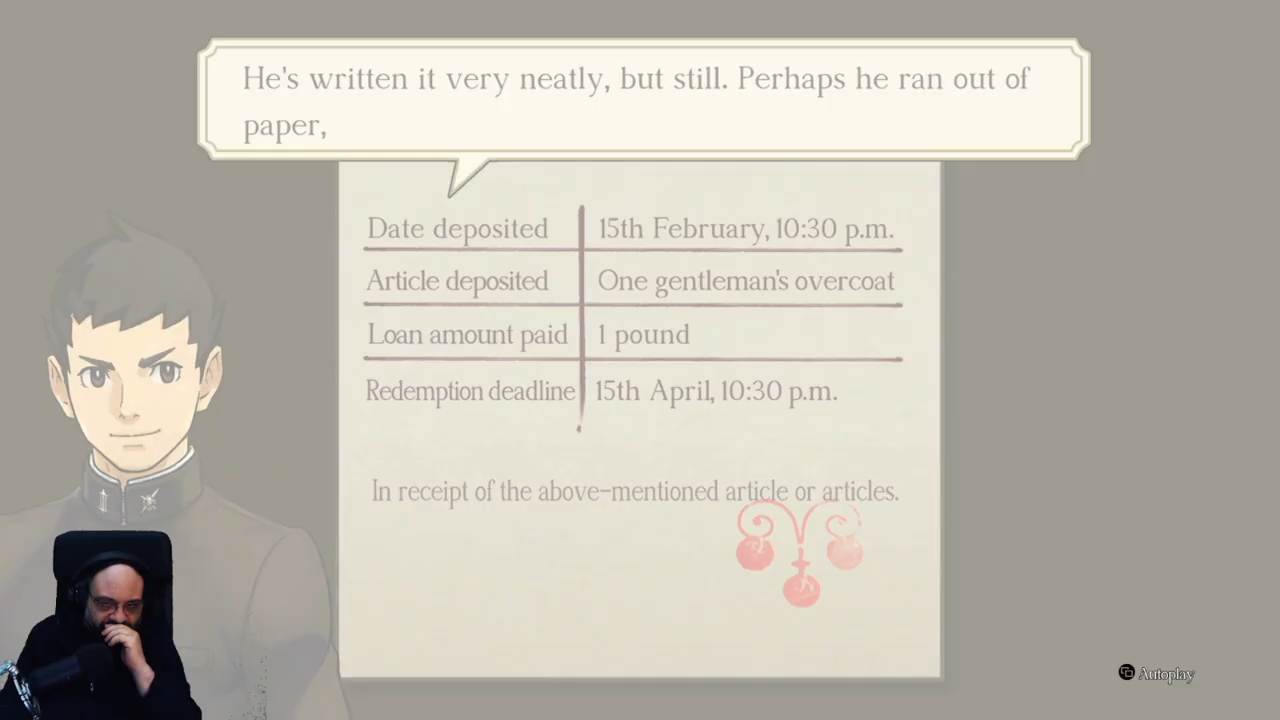 He's written it very neatly, but still. Perhaps he ran out of
paper,
Date deposited 15th February, 10:30 p.m.
Article deposited One gentleman's overcoat
Loan amount paid 1 pound
Redemption deadline 15th April, 10:30 p.m.
In receipt of the above-mentioned article or articles.
Autoplay